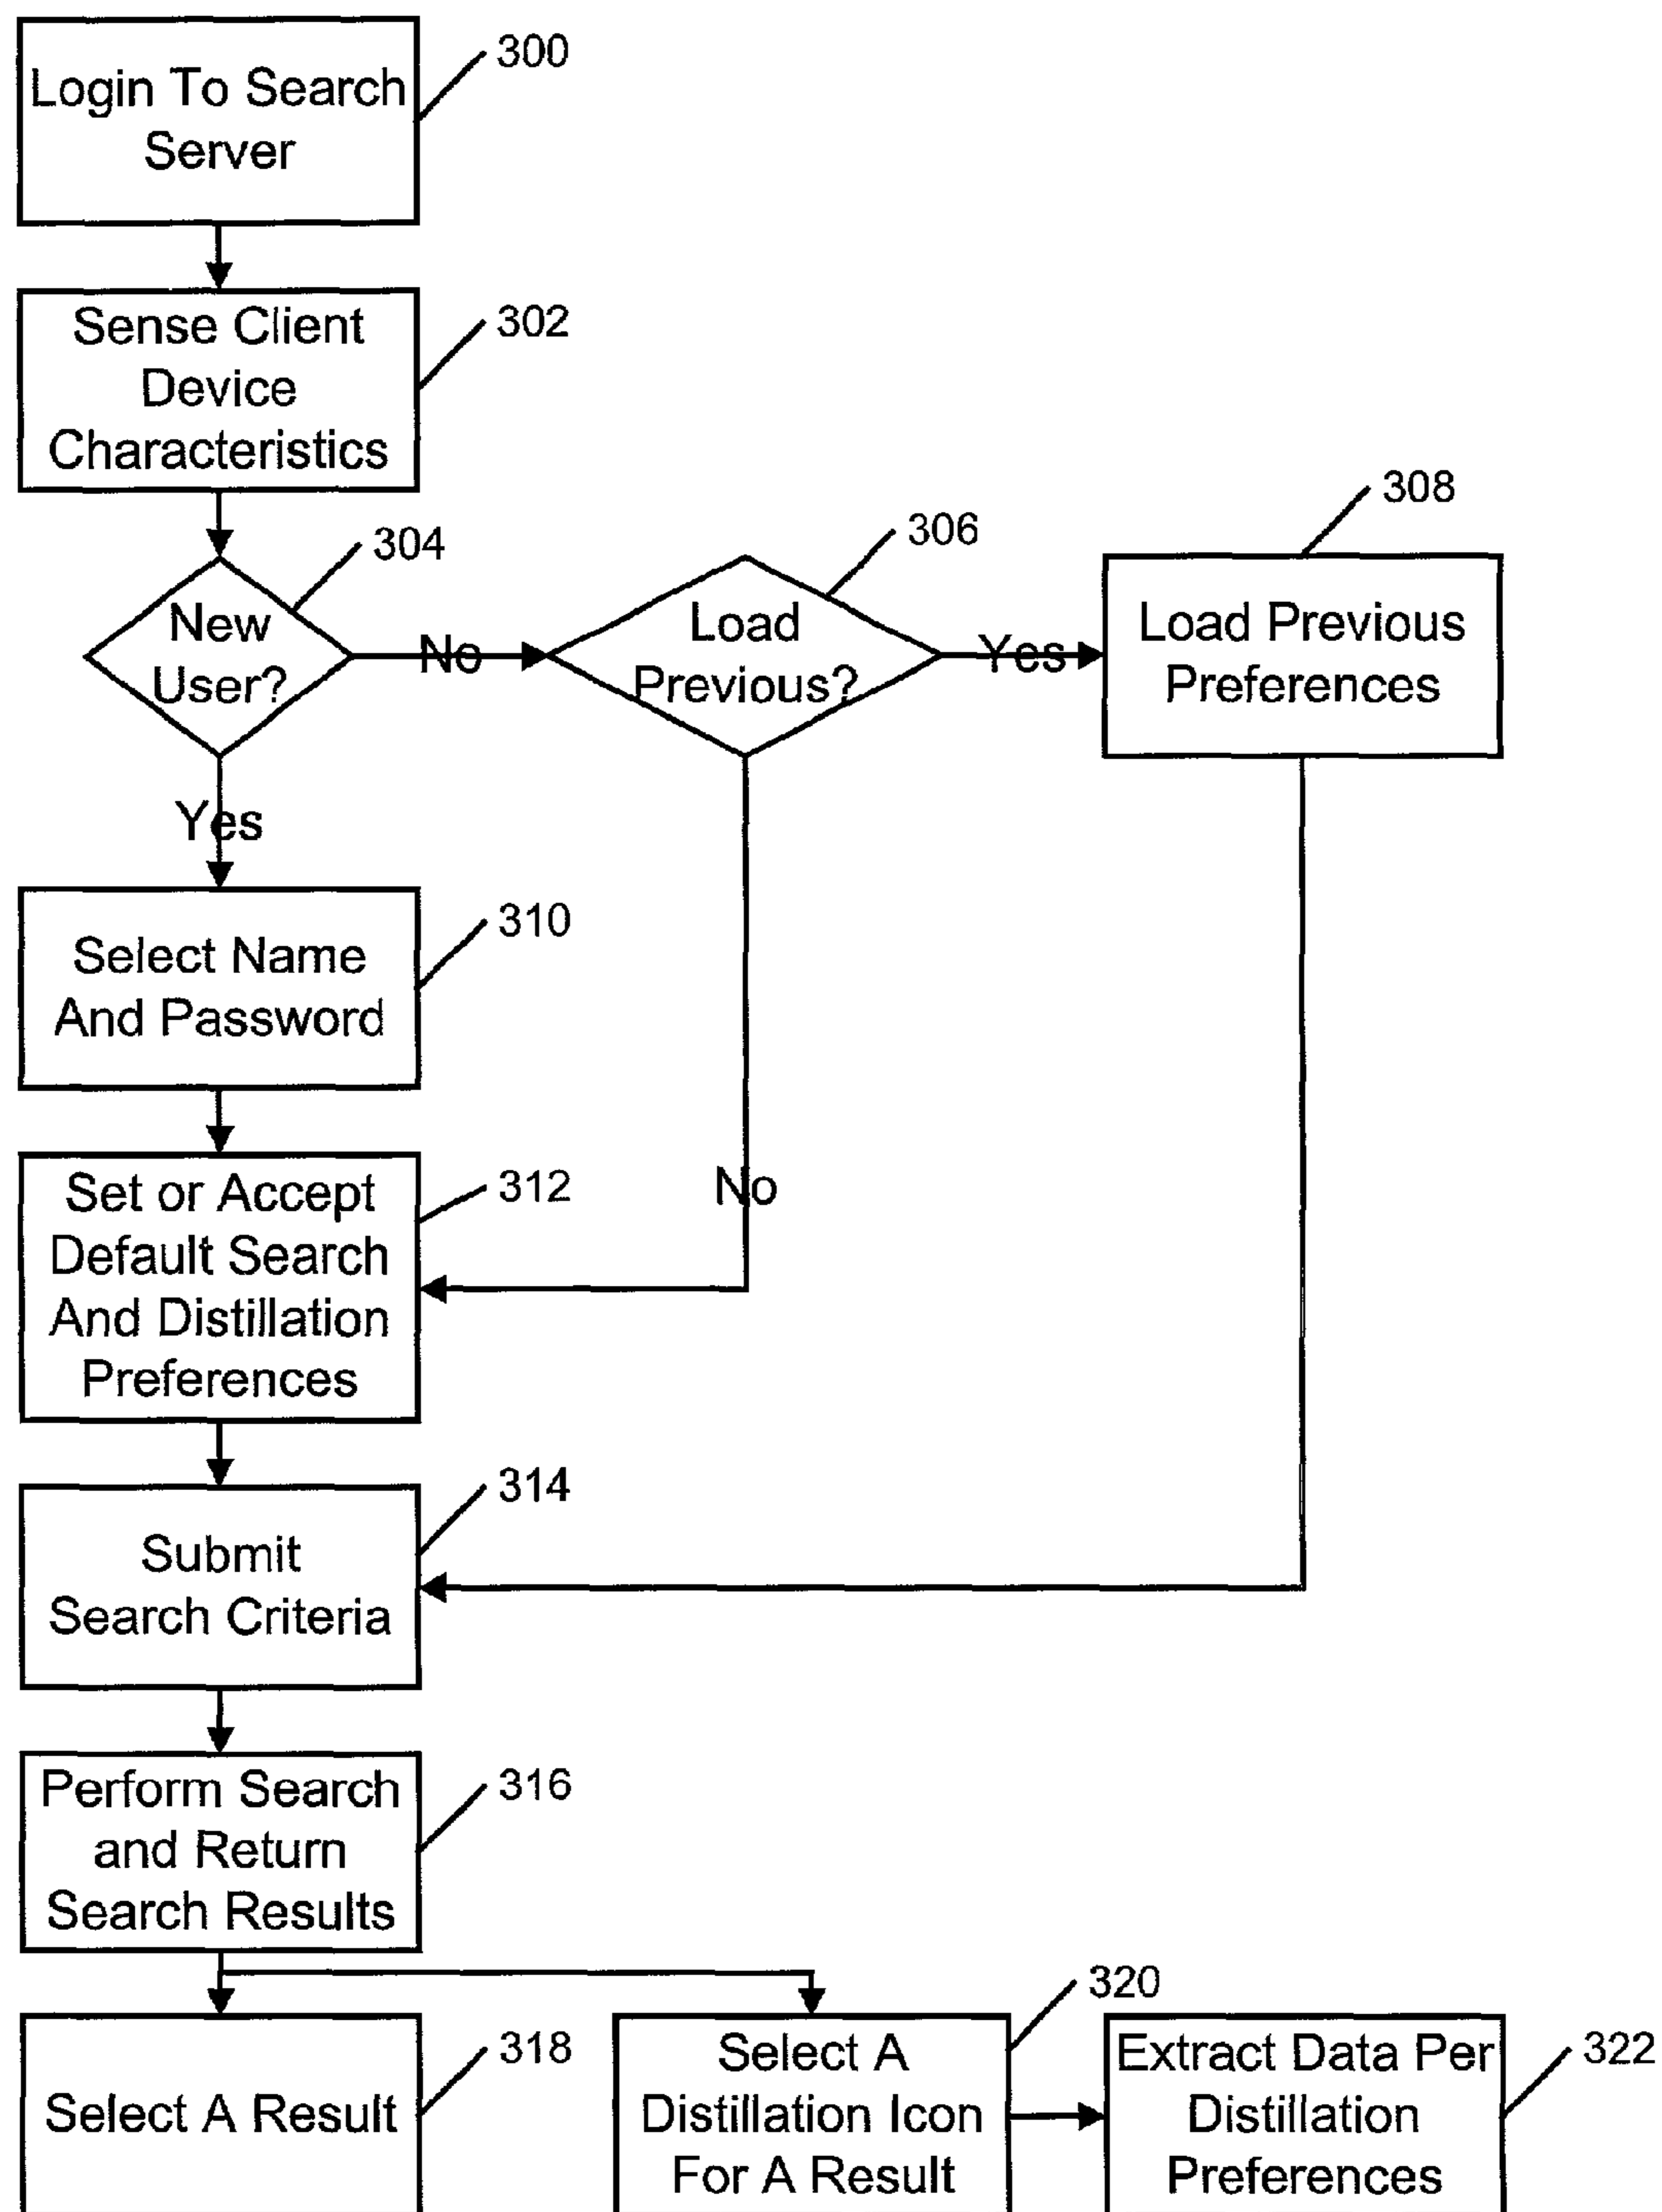 300
Login To Search
Server
302
Sense Client
Device
Characteristics
304
New
User?
No
306
Load
Previous?
Yes
308
Load Previous
Preferences
Yes
310
Select Name
And Password
312
Set or Accept
Default Search
And Distillation
Preferences
No
314
Submit
Search Criteria
316
Perform Search
and Return
Search Results
318
Select A Result
320
Select A
Distillation Icon
For A Result
322
Extract Data Per
Distillation
Preferences